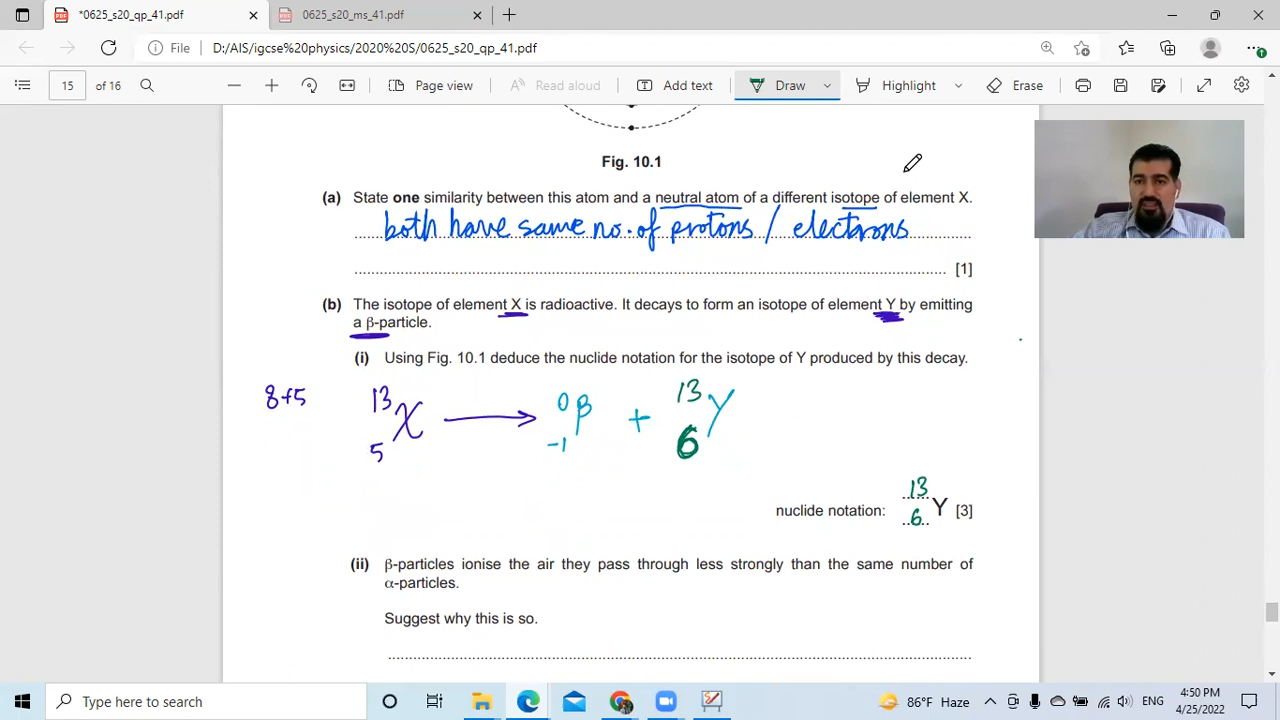 *0625_s20_qp_41.pdf
0625_s20_ms_41.pdf
File
D:/AIS/igcse%20physics/2020%20S/0625_s20_qp_41.pdf
15 of 16
Page view
Read aloud
Add text
Draw
Highlight
Erase
Fig. 10.1
(a) State one similarity between this atom and a neutral atom of a different isotope of element X.
both have same no. of protons / electrons
[1]
(b) The isotope of element X is radioactive. It decays to form an isotope of element Y by emitting
a β-particle.
(i) Using Fig. 10.1 deduce the nuclide notation for the isotope of Y produced by this decay.
8+5
13
5 X ⟶ 0 -1 β + 13 6 Y
13
nuclide notation: Y [3]
6
(ii) β-particles ionise the air they pass through less strongly than the same number of
α-particles.
Suggest why this is so.
Type here to search
86°F Haze
ENG
4:50 PM
4/25/2022